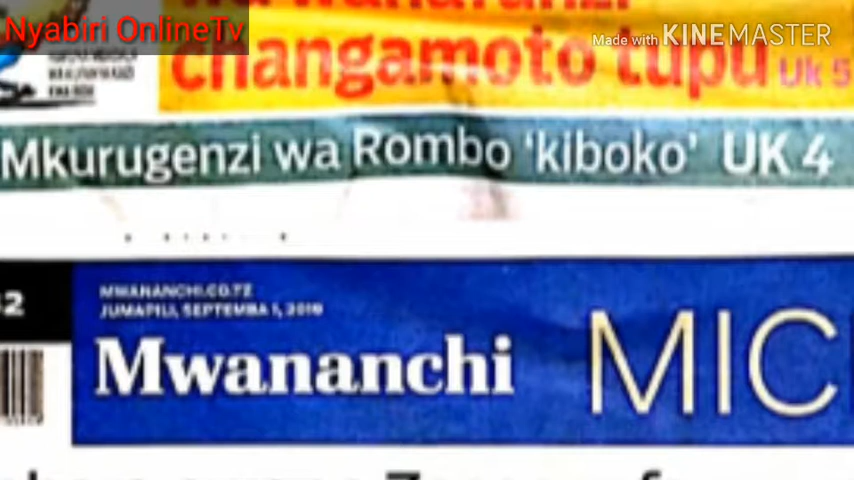 Nyabiri OnlineTv
Made with KINEMASTER
changamoto tupu Uk 5
Mkurugenzi wa Rombo ‘kiboko’ UK 4
MWANANCHI.CO.TZ
JUMAPILI, SEPTEMBA 1, 2019
Mwananchi
MIC